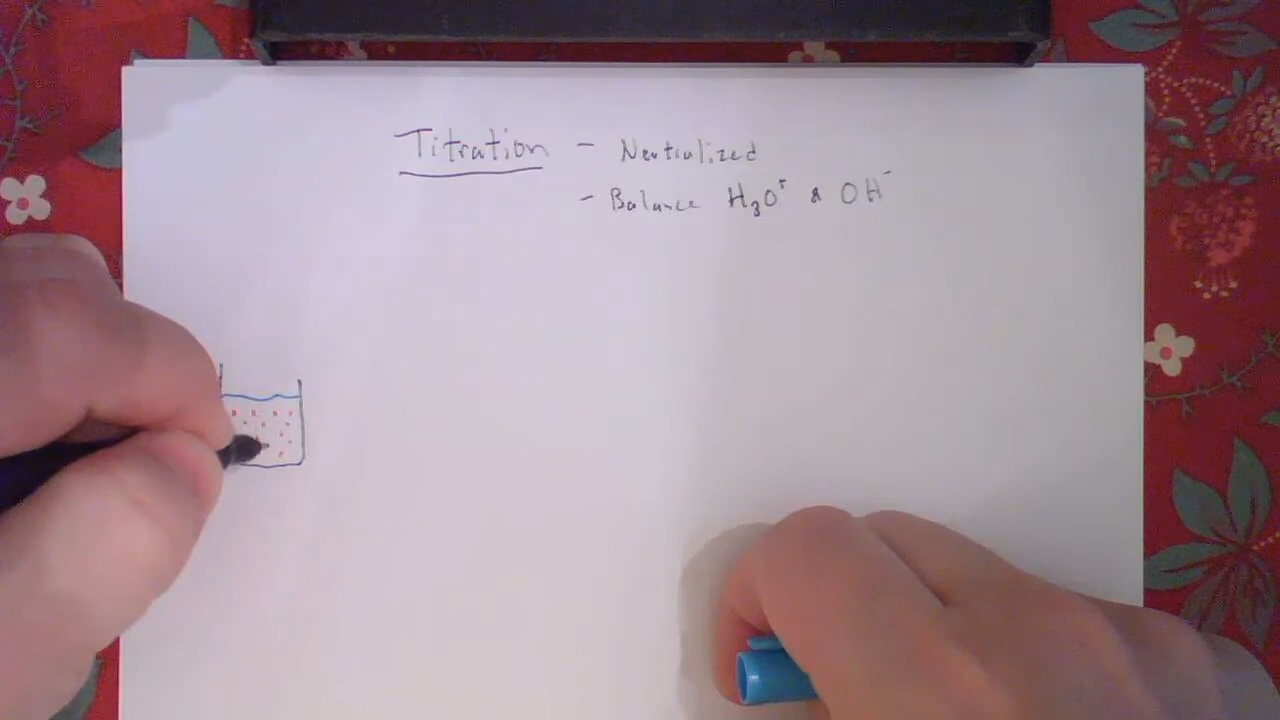 Titration - Neutralized
- Balance H₃O⁺ & OH⁻